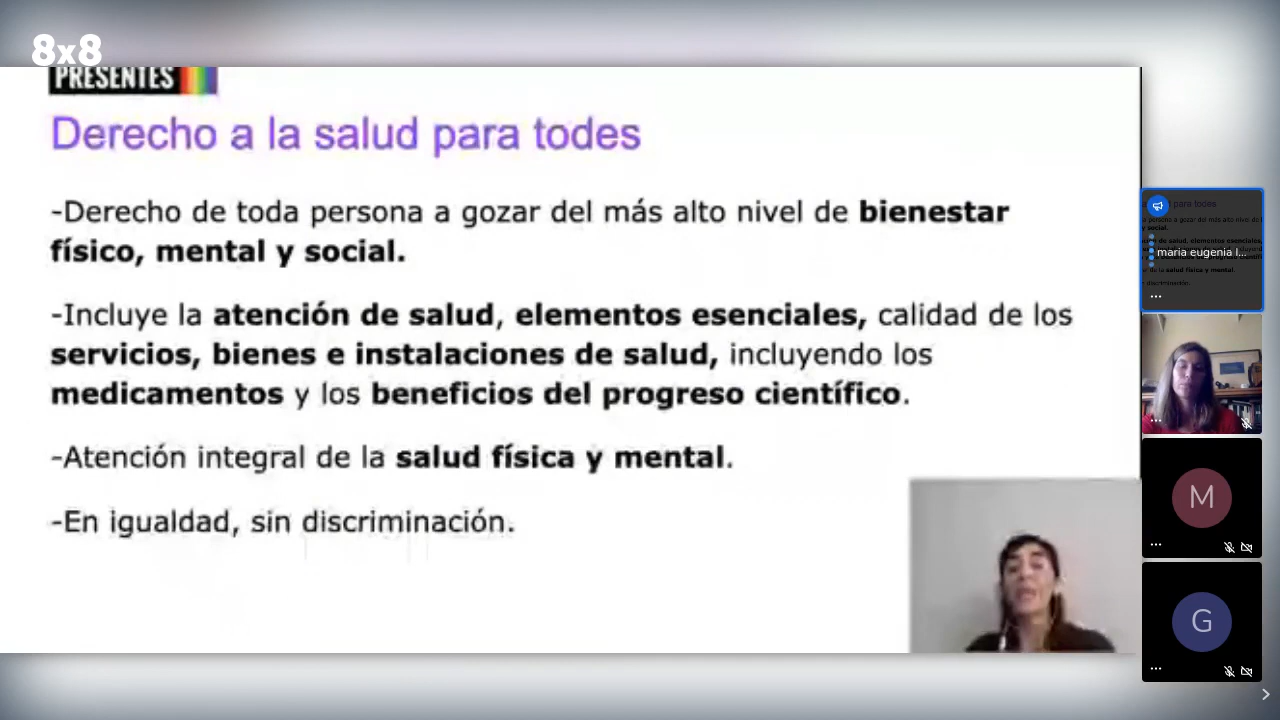 8x8
PRESENTES
Derecho a la salud para todes
-Derecho de toda persona a gozar del más alto nivel de bienestar
físico, mental y social.
-Incluye la atención de salud, elementos esenciales, calidad de los
servicios, bienes e instalaciones de salud, incluyendo los
medicamentos y los beneficios del progreso científico.
-Atención integral de la salud física y mental.
-En igualdad, sin discriminación.
maria eugenia l...
M
G